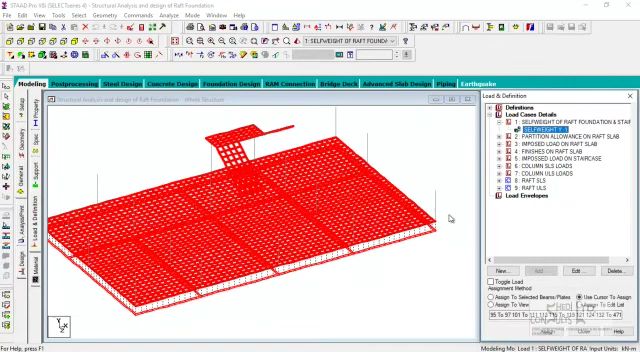 STAAD.Pro V8i (SELECTseries 4) - Structural Analysis and design of Raft Foundation
File Edit View Tools Select Geometry Commands Analyze Mode Window Help
1: SELFWEIGHT OF RAFT FOUND
Modeling Postprocessing Steel Design Concrete Design Foundation Design RAM Connection Bridge Deck Advanced Slab Design Piping Earthquake
Structural Analysis and design of Raft Foundation - Whole Structure
Setup
Geometry
General
Analysis/Print
Design
Property
Spec
Support
Load & Definition
Material
Load & Definition
Definitions
Load Cases Details
1 : SELFWEIGHT OF RAFT FOUNDATION & STAIR
SELFWEIGHT Y -1
2 : PARTITION ALLOWANCE ON RAFT SLAB
3 : IMPOSED LOAD ON RAFT SLAB
4 : FINISHES ON RAFT SLAB
5 : IMPOSED LOAD ON STAIRCASE
6 : COLUMN SLS LOADS
7 : COLUMN ULS LOADS
8 : RAFT SLS
9 : RAFT ULS
Load Envelopes
New... Add... Edit... Delete...
Toggle Load
Assignment Method
Assign To Selected Beams/Plates Use Cursor To Assign
Assign To View Assign To Edit List
Assign Close Help
Y
X
Z
For Help, press F1
Modeling Mo Load 1 : SELFWEIGHT OF RA Input Units: kN-m